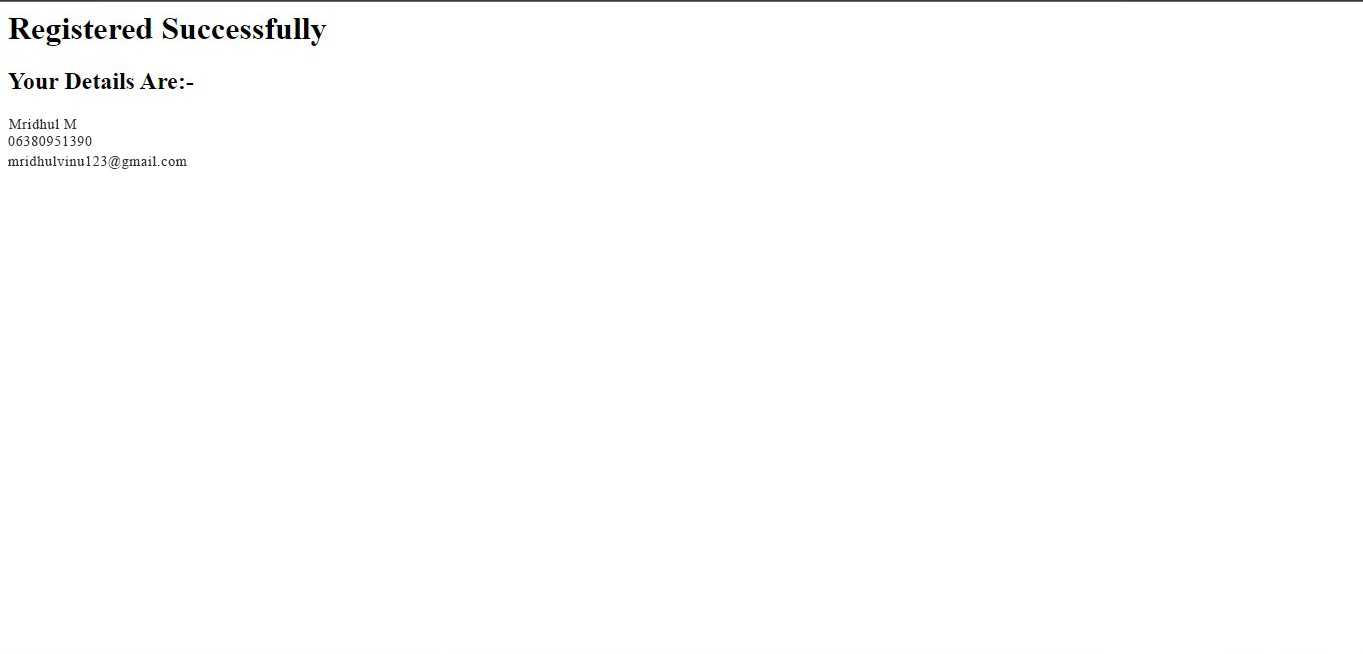 Registered Successfully
Your Details Are:-
Mridhul M
06380951390
mridhulvinu123@gmail.com